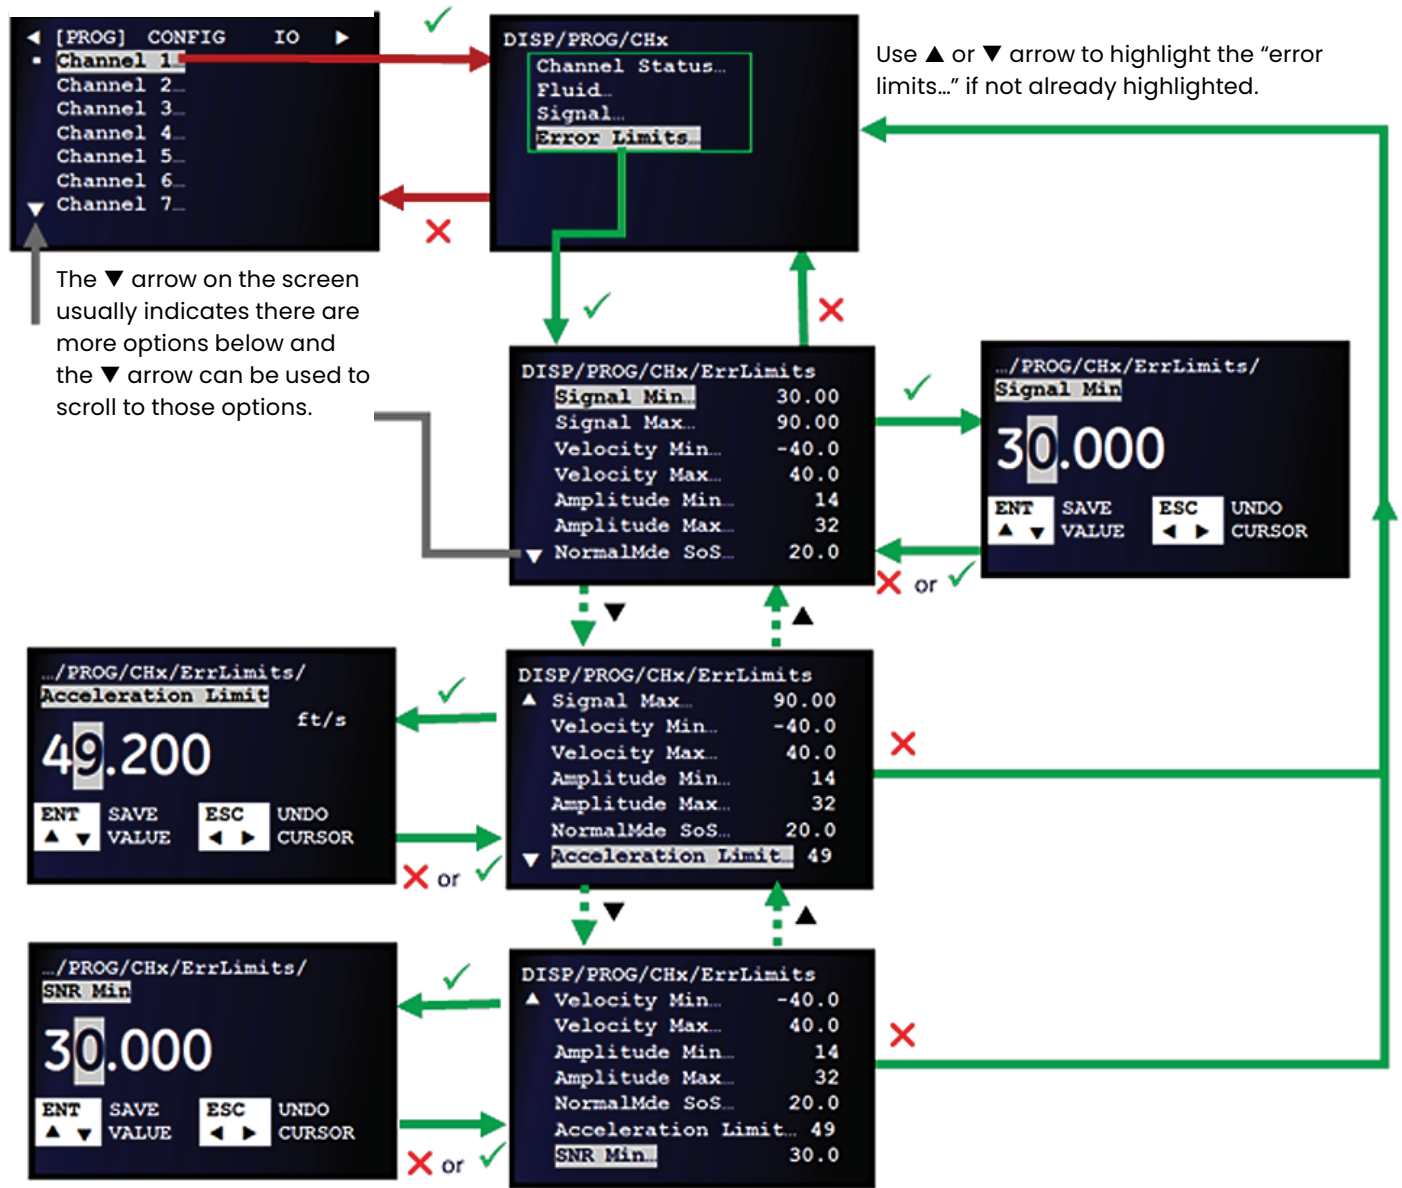 ◀ [PROG] CONFIG IO ▶
Channel 1…
Channel 2…
Channel 3…
Channel 4…
Channel 5…
Channel 6…
Channel 7…
▼
DISP/PROG/CHx
Channel Status…
Fluid…
Signal…
Error Limits…
Use ▲ or ▼ arrow to highlight the “error
limits…” if not already highlighted.
The ▼ arrow on the screen
usually indicates there are
more options below and
the ▼ arrow can be used to
scroll to those options.
DISP/PROG/CHx/ErrLimits
Signal Min… 30.00
Signal Max… 90.00
Velocity Min… -40.0
Velocity Max… 40.0
Amplitude Min… 14
Amplitude Max… 32
▼ NormalMde SoS… 20.0
…/PROG/CHx/ErrLimits/
Signal Min
30.000
ENT SAVE ESC UNDO
▲ ▼ VALUE ◀ ▶ CURSOR
or
▼ ▲
…/PROG/CHx/ErrLimits/
Acceleration Limit
ft/s
49.200
ENT SAVE ESC UNDO
▲ ▼ VALUE ◀ ▶ CURSOR
or
DISP/PROG/CHx/ErrLimits
▲ Signal Max… 90.00
Velocity Min… -40.0
Velocity Max… 40.0
Amplitude Min… 14
Amplitude Max… 32
NormalMde SoS… 20.0
▼ Acceleration Limit… 49
▼ ▲
…/PROG/CHx/ErrLimits/
SNR Min
30.000
ENT SAVE ESC UNDO
▲ ▼ VALUE ◀ ▶ CURSOR
or
DISP/PROG/CHx/ErrLimits
▲ Velocity Min… -40.0
Velocity Max… 40.0
Amplitude Min… 14
Amplitude Max… 32
NormalMde SoS… 20.0
Acceleration Limit… 49
SNR Min… 30.0